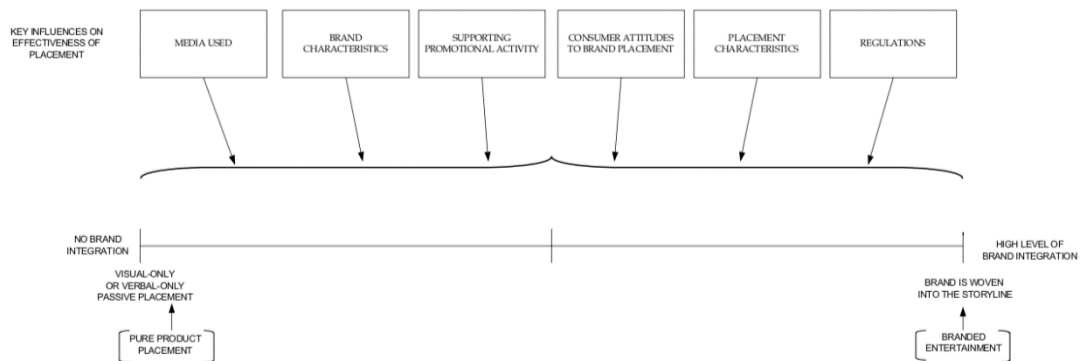 KEY INFLUENCES ON
EFFECTIVENESS OF
PLACEMENT
MEDIA USED
BRAND
CHARACTERISTICS
SUPPORTING
PROMOTIONAL ACTIVITY
CONSUMER ATTITUDES
TO BRAND PLACEMENT
PLACEMENT
CHARACTERISTICS
REGULATIONS
NO BRAND
INTEGRATION
HIGH LEVEL OF
BRAND INTEGRATION
VISUAL-ONLY
OR VERBAL-ONLY
PASSIVE PLACEMENT
BRAND IS WOVEN
INTO THE STORYLINE
PURE PRODUCT
PLACEMENT
BRANDED
ENTERTAINMENT